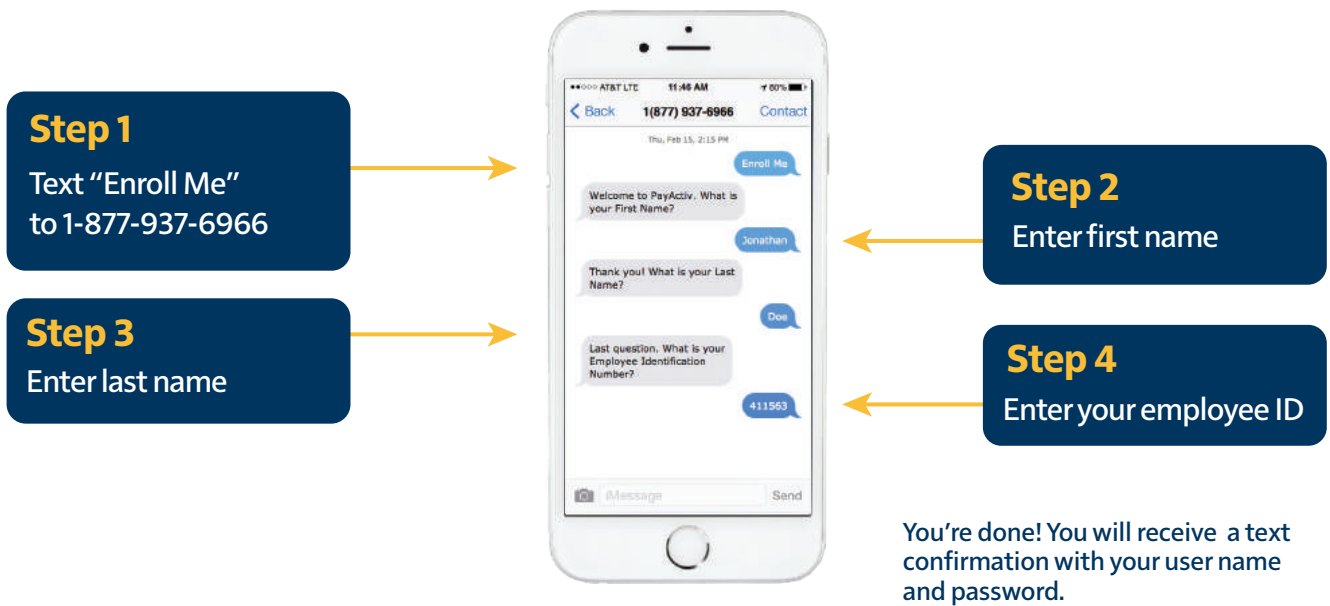 Step 1
Text “Enroll Me”
to 1-877-937-6966
Step 2
Enter first name
Step 3
Enter last name
Step 4
Enter your employee ID
AT&T LTE 11:46 AM 60%
Back 1(877) 937-6966 Contact
Thu, Feb 15, 2:15 PM
Enroll Me
Welcome to PayActiv. What is
your First Name?
Jonathan
Thank you! What is your Last
Name?
Doe
Last question. What is your
Employee Identification
Number?
411563
iMessage Send
You’re done! You will receive a text
confirmation with your user name
and password.